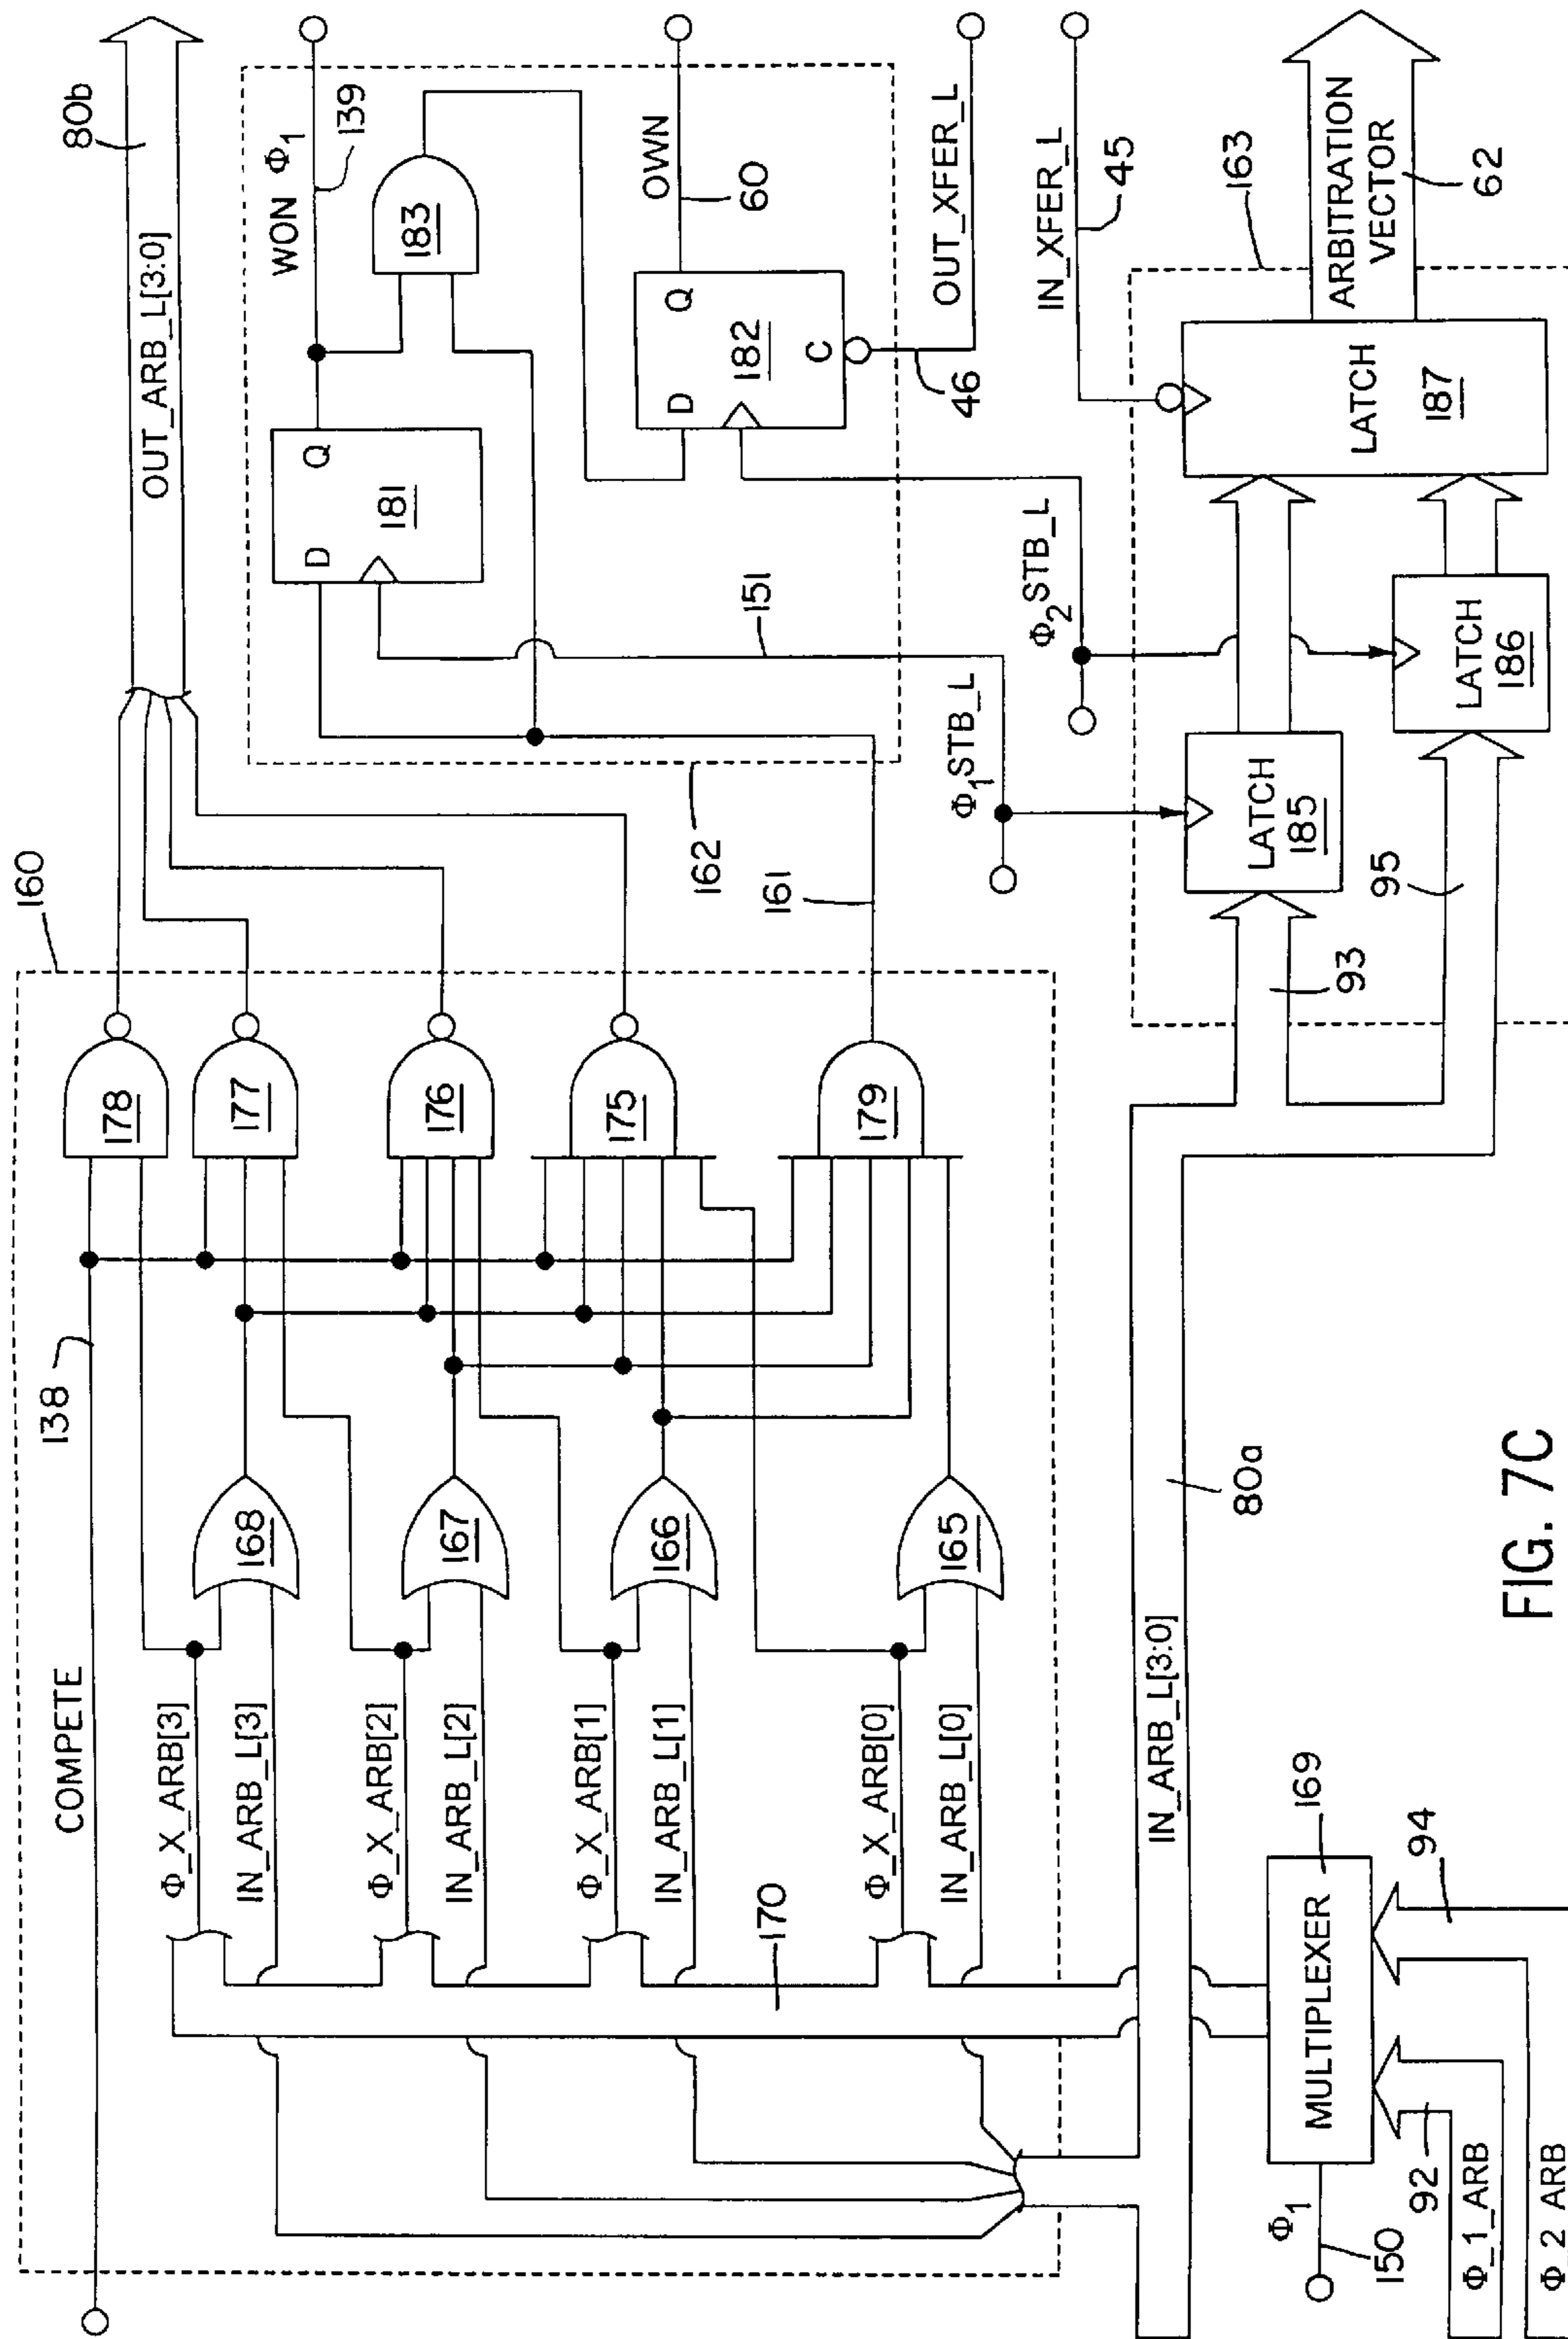 160
COMPETE
138
Φ_X_ARB[3]
IN_ARB_L[3]
Φ_X_ARB[2]
IN_ARB_L[2]
Φ_X_ARB[1]
IN_ARB_L[1]
Φ_X_ARB[0]
IN_ARB_L[0]
170
168
167
166
165
178
177
176
175
179
161
162
OUT_ARB_L[3:0]
80b
WON Φ1
139
D
Q
181
183
OWN
60
D
Q
182
C
46
OUT_XFER_L
151
Φ1STB_L
Φ2STB_L
IN_XFER_L
45
163
LATCH
185
LATCH
186
LATCH
187
ARBITRATION
VECTOR
62
93
95
80a
IN_ARB_L[3:0]
MULTIPLEXER
169
Φ1
150
92
94
Φ_1_ARB
Φ_2_ARB
FIG. 7C